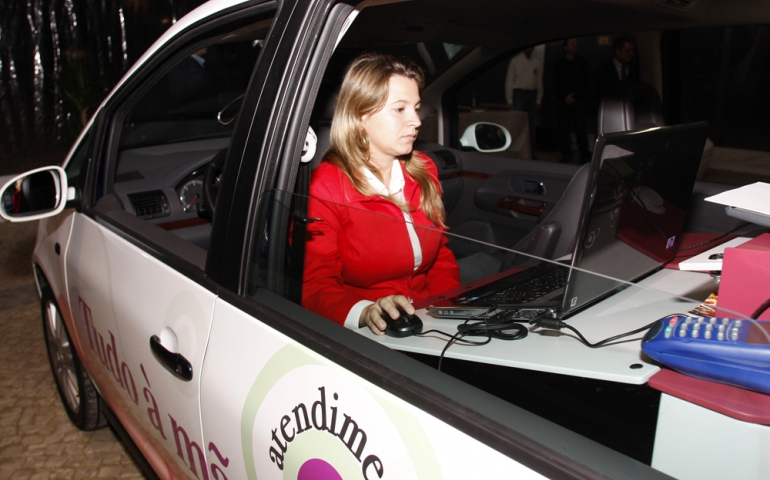 Tudo à mã
atendime